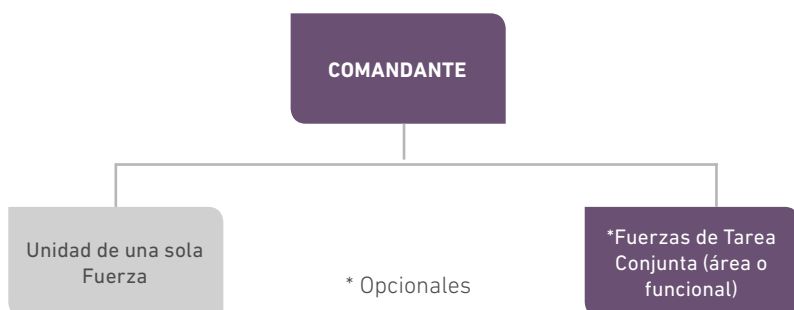 COMANDANTE
Unidad de una sola
Fuerza
* Opcionales
*Fuerzas de Tarea
Conjunta (área o
funcional)